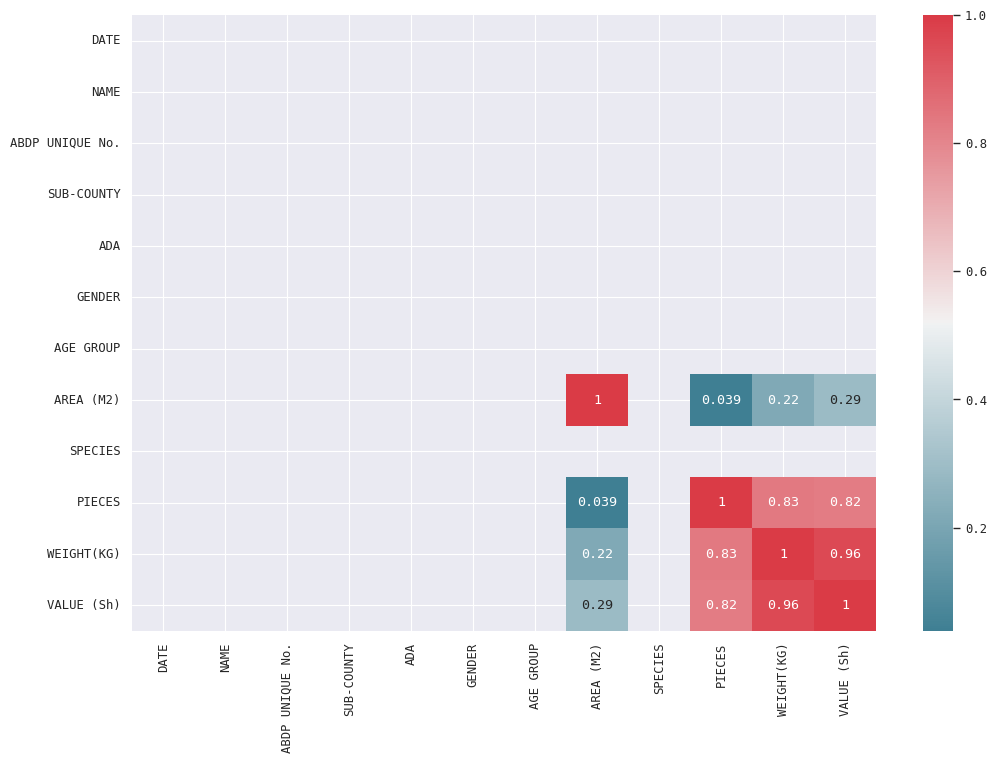 DATE
NAME
ABDP UNIQUE No.
SUB-COUNTY
ADA
GENDER
AGE GROUP
AREA (M2)
SPECIES
PIECES
WEIGHT(KG)
VALUE (Sh)
1 0.039 0.22 0.29
0.039 1 0.83 0.82
0.22 0.83 1 0.96
0.29 0.82 0.96 1
DATE
NAME
ABDP UNIQUE No.
SUB-COUNTY
ADA
GENDER
AGE GROUP
AREA (M2)
SPECIES
PIECES
WEIGHT(KG)
VALUE (Sh)
1.0
0.8
0.6
0.4
0.2